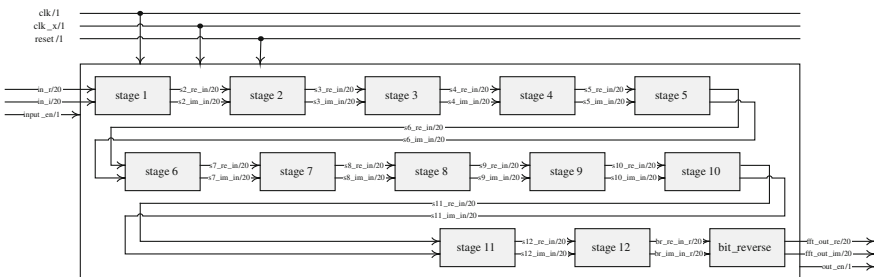 clk/1
clk_x/1
reset/1
in_r/20 stage 1 s2_re_in/20 stage 2 s3_re_in/20 stage 3 s4_re_in/20 stage 4 s5_re_in/20 stage 5
in_i/20 s2_im_in/20 s3_im_in/20 s4_im_in/20 s5_im_in/20
input_en/1
s6_re_in/20
s6_im_in/20
stage 6 s7_re_in/20 stage 7 s8_re_in/20 stage 8 s9_re_in/20 stage 9 s10_re_in/20 stage 10
s7_im_in/20 s8_im_in/20 s9_im_in/20 s10_im_in/20
s11_re_in/20
s11_im_in/20
stage 11 s12_re_in/20 stage 12 br_re_in_r/20 bit_reverse fft_out_re/20
s12_im_in/20 br_im_in_r/20 fft_out_im/20
out_en/1